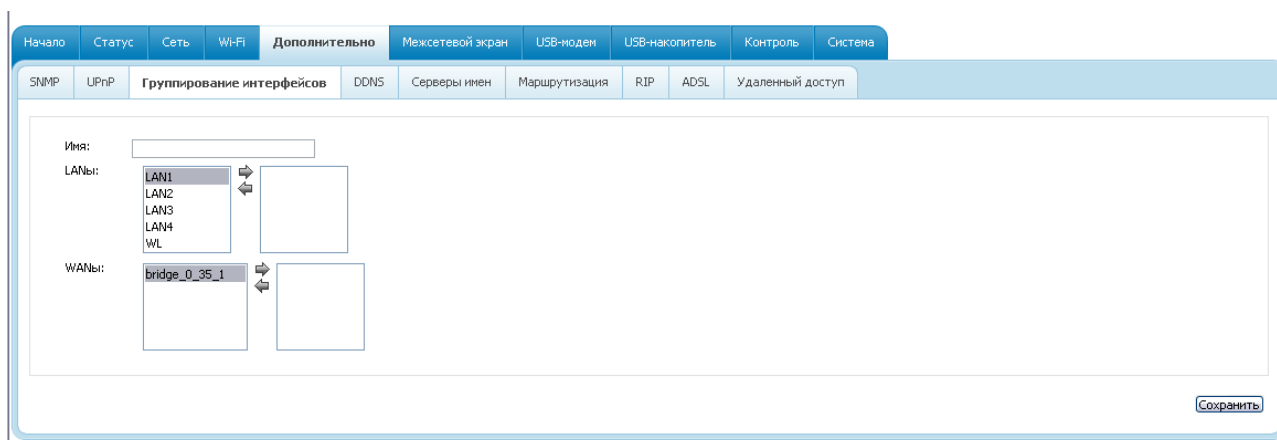 Начало Статус Сеть Wi-Fi Дополнительно Межсетевой экран USB-модем USB-накопитель Контроль Система
SNMP UPnP Группирование интерфейсов DDNS Серверы имен Маршрутизация RIP ADSL Удаленный доступ
Имя:
LANы:
LAN1
LAN2
LAN3
LAN4
WL
WANы:
bridge_0_35_1
Сохранить